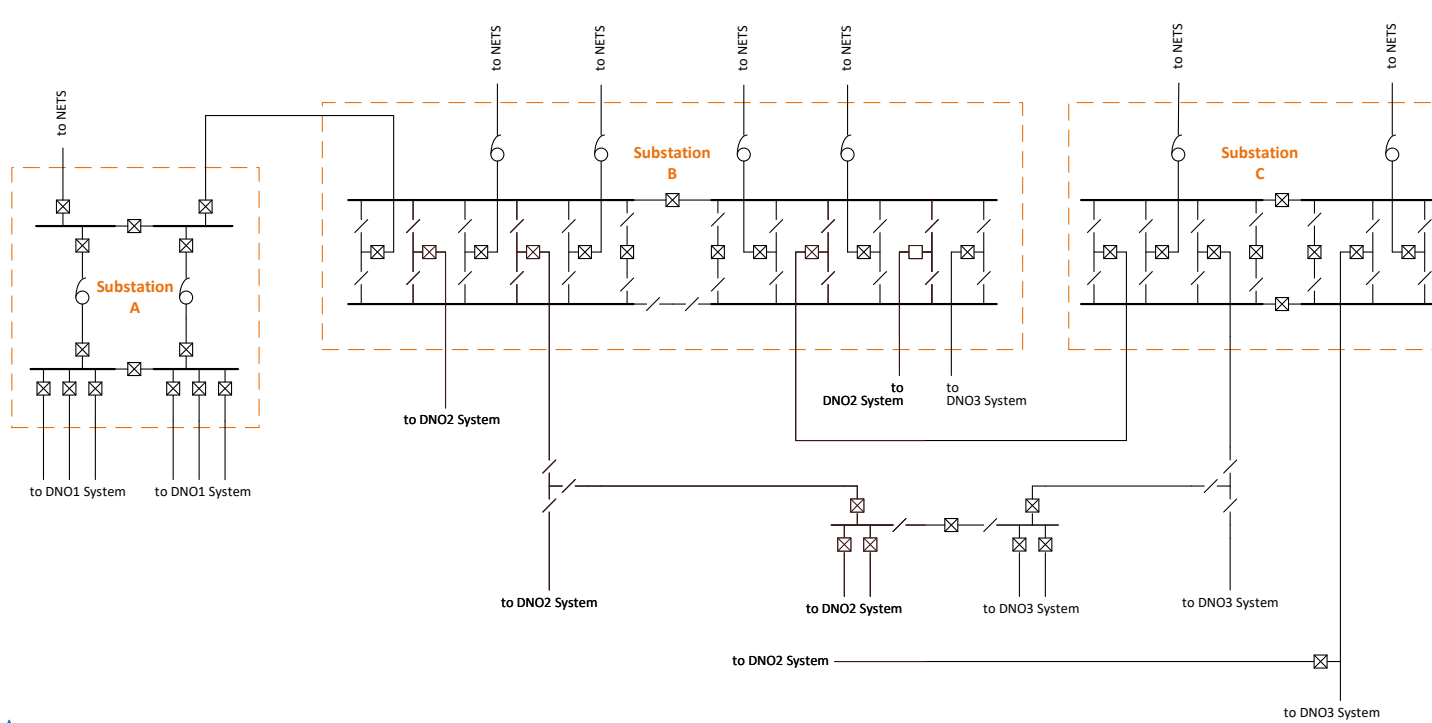 to NETS
to NETS
to NETS
to NETS
to NETS
to NETS
to NETS
Substation
B
Substation
C
Substation
A
to
DNO2 System
to
DNO3 System
to DNO2 System
to DNO1 System
to DNO1 System
to DNO2 System
to DNO2 System
to DNO3 System
to DNO3 System
to DNO2 System
to DNO3 System